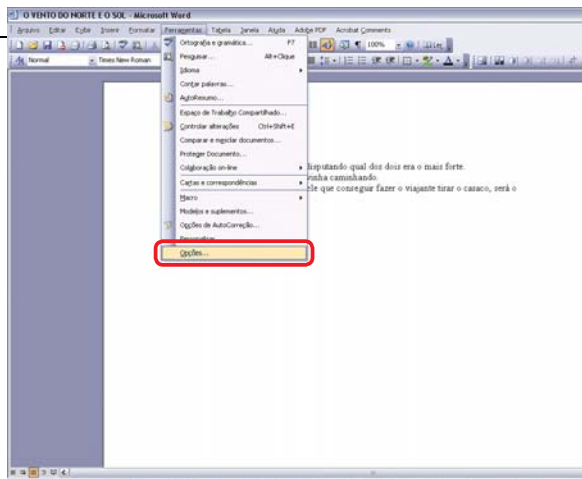 O VENTO DO NORTE E O SOL - Microsoft Word
Arquivo Editar Exibir Inserir Formatar Ferramentas Tabela Janela Ajuda Adobe PDF Acrobat Comments
100%
Normal Times New Roman
Ortografia e gramática... F7
Pesquisar... Alt+Clique
Idioma
Contar palavras...
AutoResumo...
Espaço de Trabalho Compartilhado...
Controlar alterações Ctrl+Shift+E
Comparar e mesclar documentos...
Proteger Documento...
Colaboração on-line
Cartas e correspondências
Macro
Modelos e suplementos...
Opções de AutoCorreção...
Personalizar...
Opções...
disputando qual dos dois era o mais forte.
vinha caminhando.
ele que conseguir fazer o viajante tirar o casaco, será o